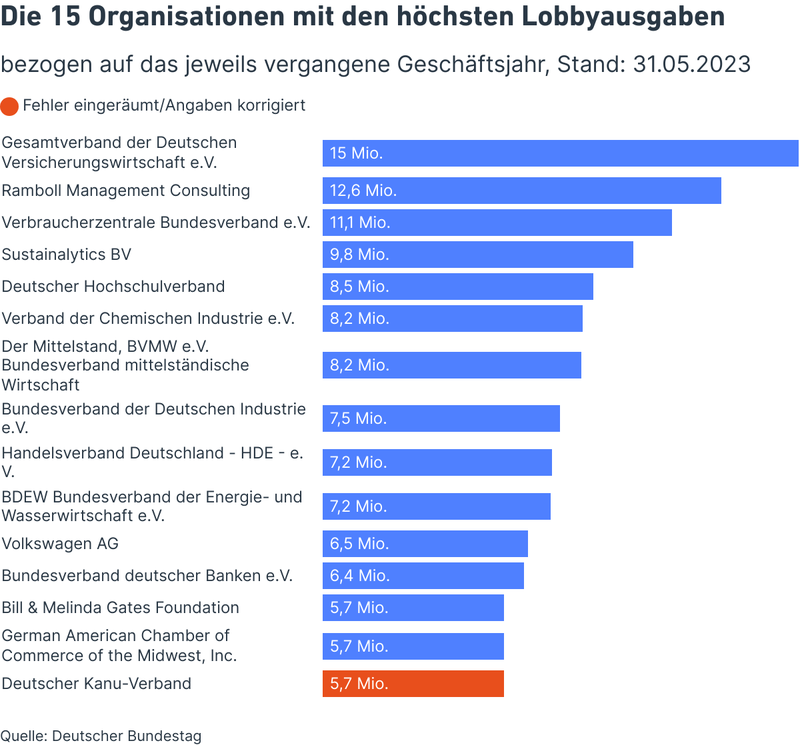 Die 15 Organisationen mit den höchsten Lobbyausgaben
bezogen auf das jeweils vergangene Geschäftsjahr, Stand: 31.05.2023
Fehler eingeräumt/Angaben korrigiert
Gesamtverband der Deutschen
Versicherungswirtschaft e.V.
15 Mio.
Ramboll Management Consulting
12,6 Mio.
Verbraucherzentrale Bundesverband e.V.
11,1 Mio.
Sustainalytics BV
9,8 Mio.
Deutscher Hochschulverband
8,5 Mio.
Verband der Chemischen Industrie e.V.
8,2 Mio.
Der Mittelstand, BVMW e.V.
Bundesverband mittelständische
Wirtschaft
8,2 Mio.
Bundesverband der Deutschen Industrie
e.V.
7,5 Mio.
Handelsverband Deutschland - HDE - e.
V.
7,2 Mio.
BDEW Bundesverband der Energie- und
Wasserwirtschaft e.V.
7,2 Mio.
Volkswagen AG
6,5 Mio.
Bundesverband deutscher Banken e.V.
6,4 Mio.
Bill & Melinda Gates Foundation
5,7 Mio.
German American Chamber of
Commerce of the Midwest, Inc.
5,7 Mio.
Deutscher Kanu-Verband
5,7 Mio.
Quelle: Deutscher Bundestag